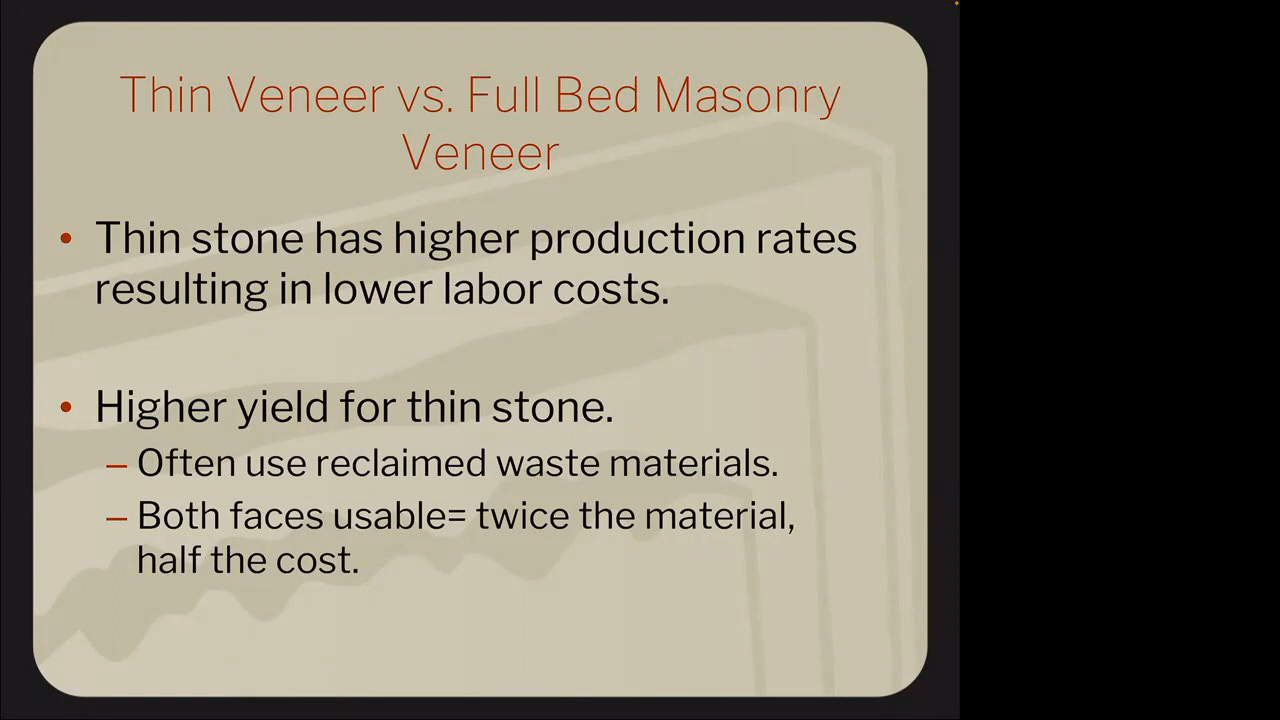 Thin Veneer vs. Full Bed Masonry
Veneer
• Thin stone has higher production rates
resulting in lower labor costs.
• Higher yield for thin stone.
– Often use reclaimed waste materials.
– Both faces usable= twice the material,
half the cost.